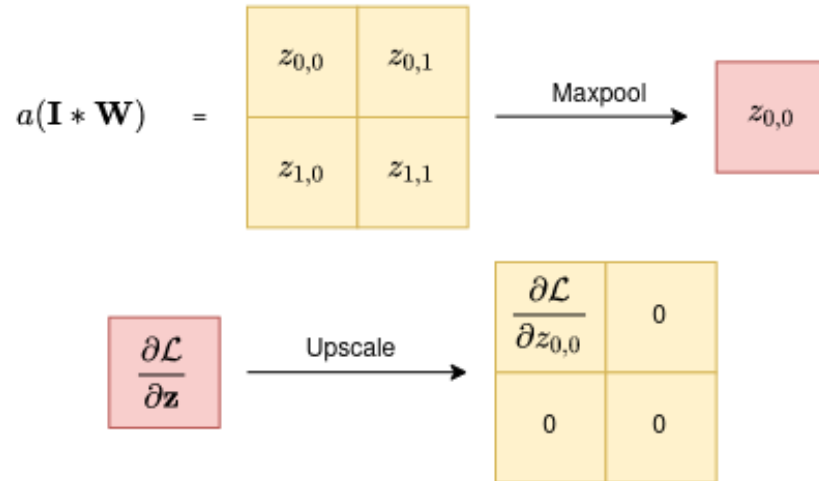 z₀,₀ z₀,₁
a(I ∗ W) = Maxpool z₀,₀
z₁,₀ z₁,₁
∂ℒ/∂z Upscale ∂ℒ/∂z₀,₀ 0
0 0